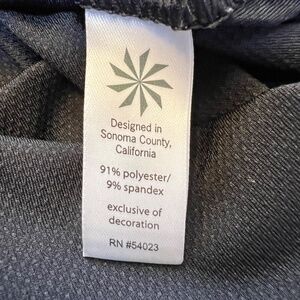 Designed in
Sonoma County,
California
91% polyester/
9% spandex
exclusive of
decoration
RN #54023